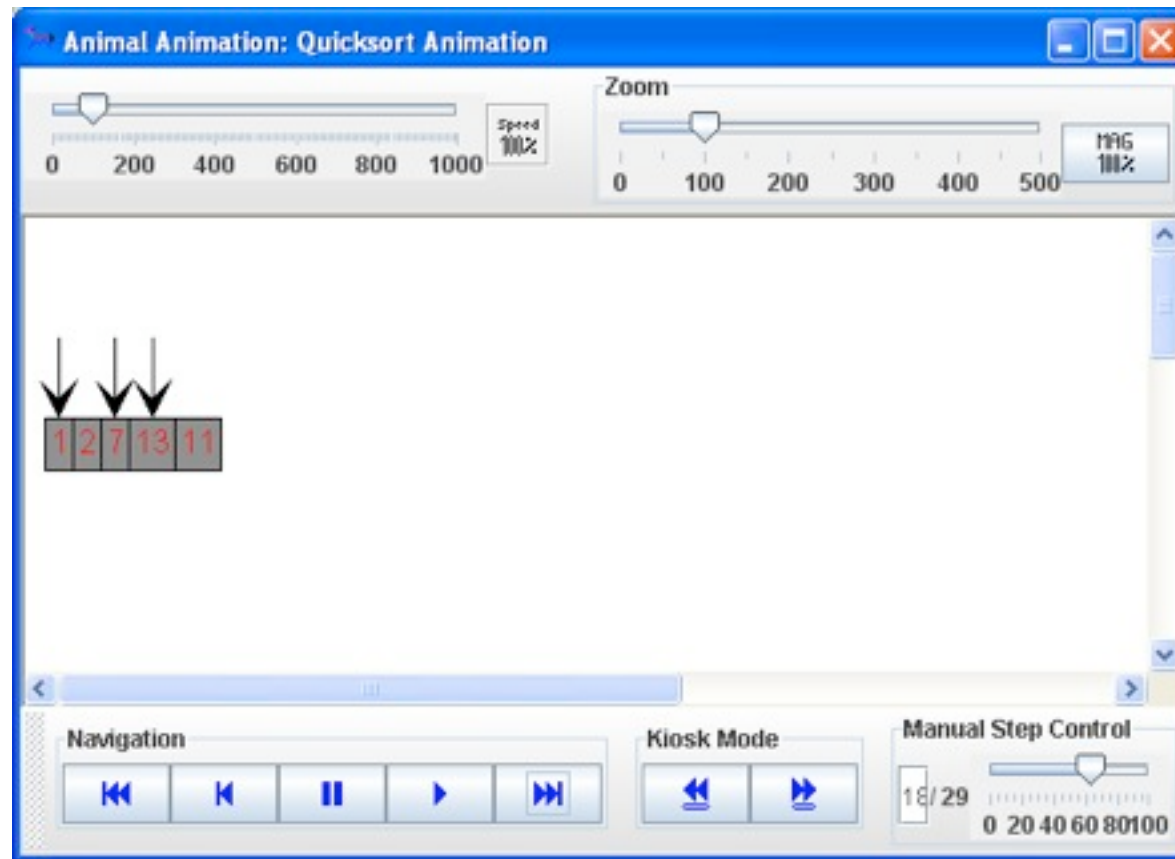 Animal Animation: Quicksort Animation
Zoom
Speed
100%
MAG
100%
0 200 400 600 800 1000
0 100 200 300 400 500
1 2 7 13 11
Navigation
Kiosk Mode
Manual Step Control
18/ 29
0 20 40 60 80100